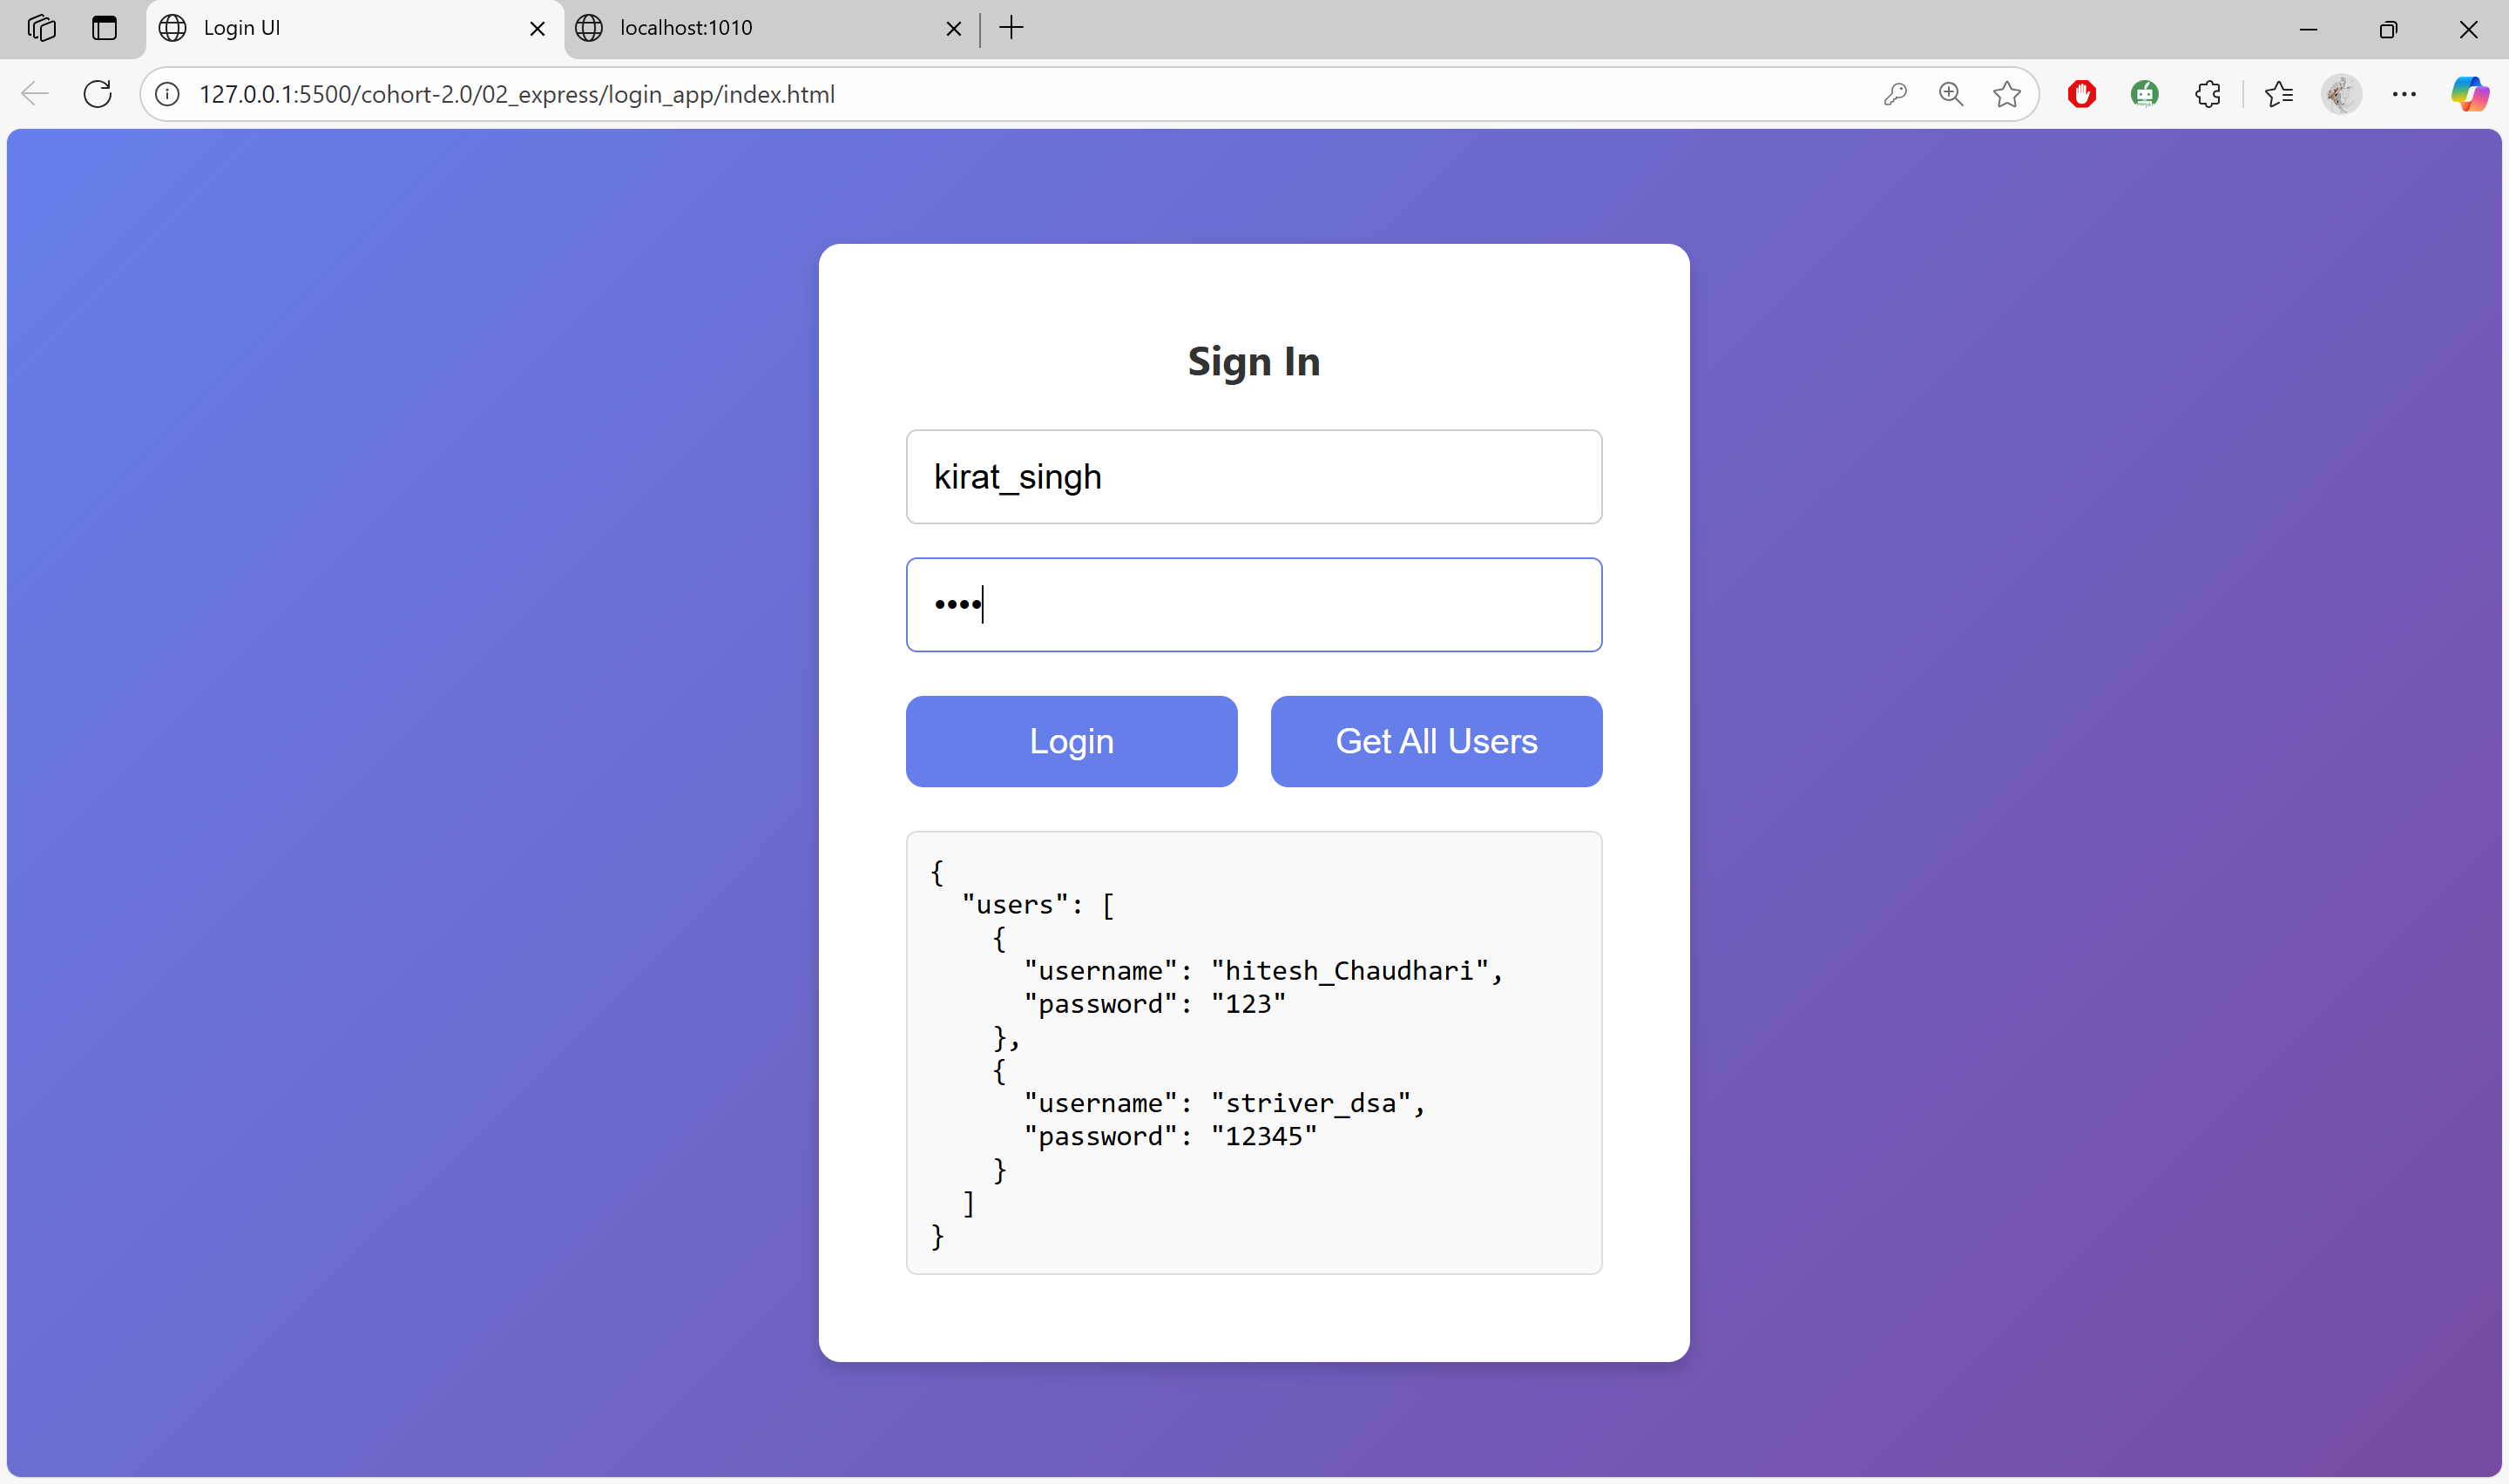 Login UI
localhost:1010
127.0.0.1:5500/cohort-2.0/02_express/login_app/index.html
Sign In
kirat_singh
••••
Login
Get All Users
{
  "users": [
    {
      "username": "hitesh_Chaudhari",
      "password": "123"
    },
    {
      "username": "striver_dsa",
      "password": "12345"
    }
  ]
}